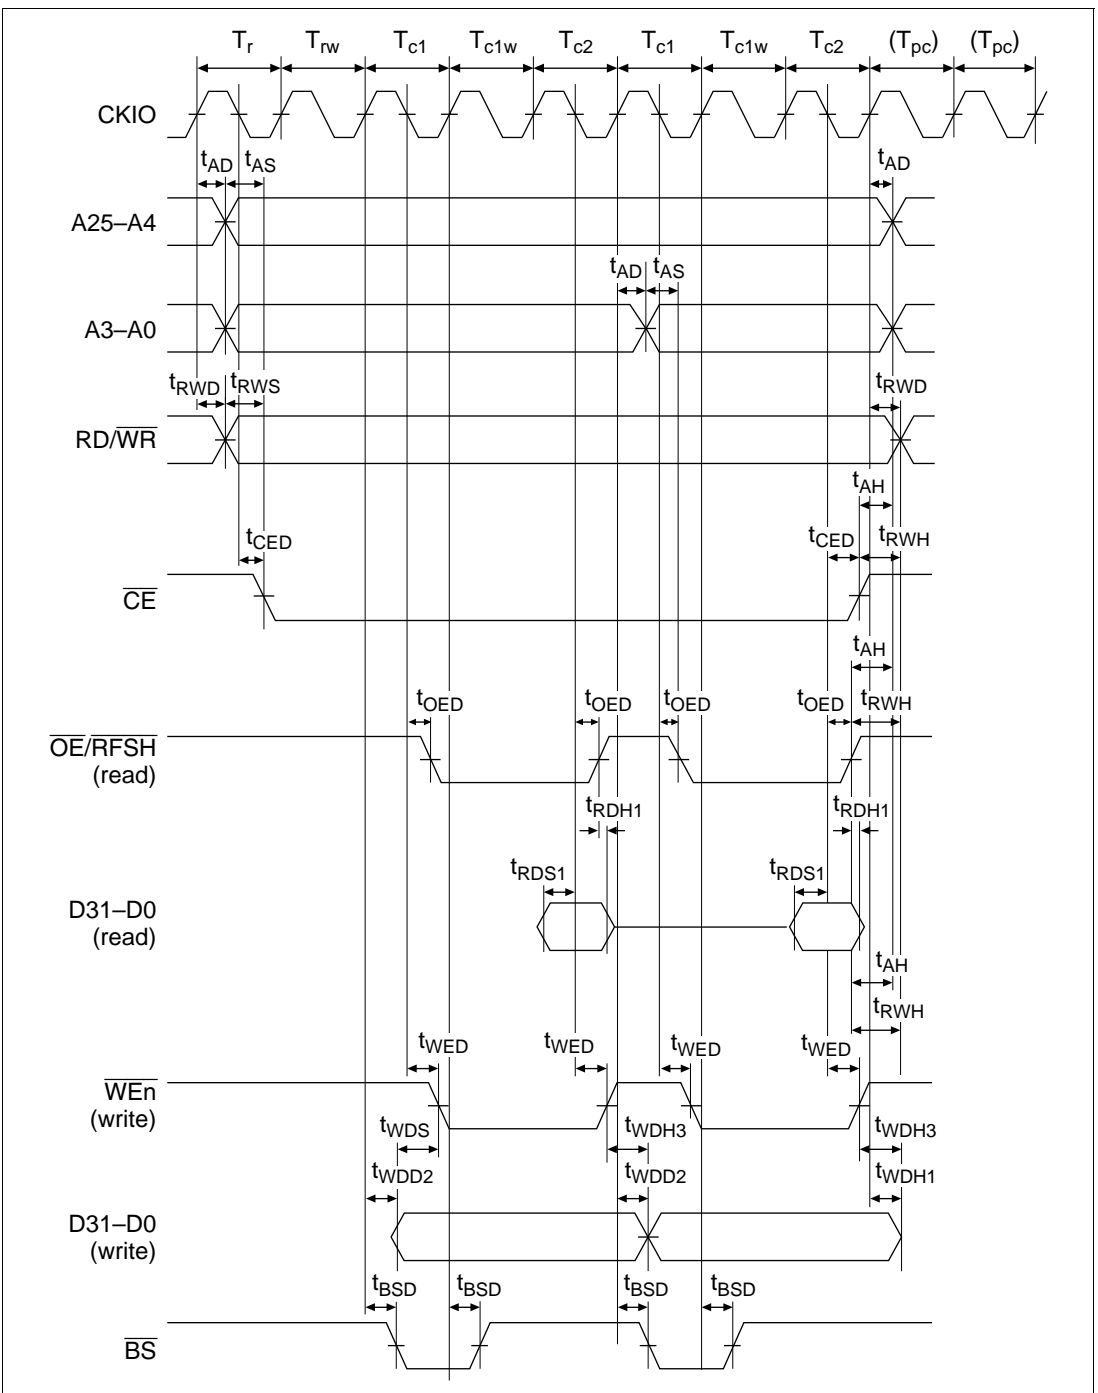 Tr Trw Tc1 Tc1w Tc2 Tc1 Tc1w Tc2 (Tpc) (Tpc)
CKIO
tAD tAS tAD
A25–A4
tAD tAS
A3–A0
tRWD tRWS tRWD
RD/WR
tAH
tCED tCED tRWH
CE
tAH
tOED tOED tOED tOED tRWH
OE/RFSH
(read)
tRDH1 tRDH1
tRDS1 tRDS1
D31–D0
(read)
tAH
tRWH
tWED tWED tWED tWED
WEn
(write)
tWDS tWDH3 tWDH3
tWDD2 tWDD2 tWDH1
D31–D0
(write)
tBSD tBSD tBSD tBSD
BS